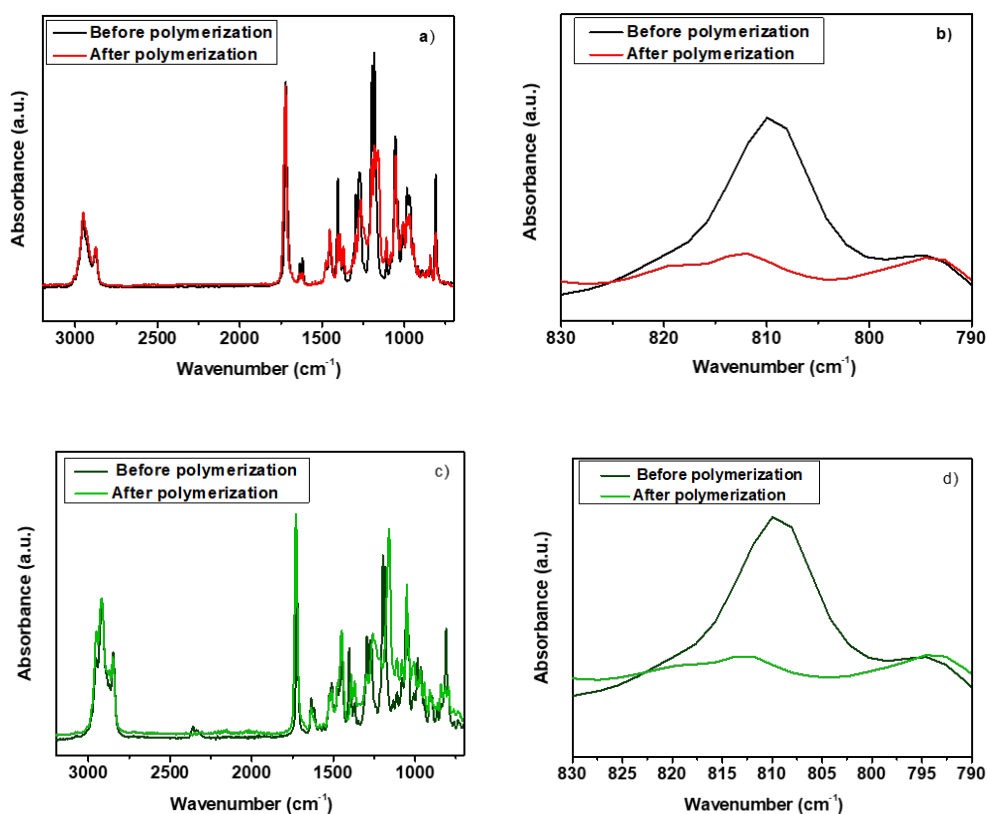 Before polymerization
After polymerization
a)
Absorbance (a.u.)
3000 2500 2000 1500 1000
Wavenumber (cm-1)
Before polymerization
After polymerization
b)
Absorbance (a.u.)
830 820 810 800 790
Wavenumber (cm-1)
Before polymerization
After polymerization
c)
Absorbance (a.u.)
3000 2500 2000 1500 1000
Wavenumber (cm-1)
Before polymerization
After polymerization
d)
Absorbance (a.u.)
830 825 820 815 810 805 800 795 790
Wavenumber (cm-1)